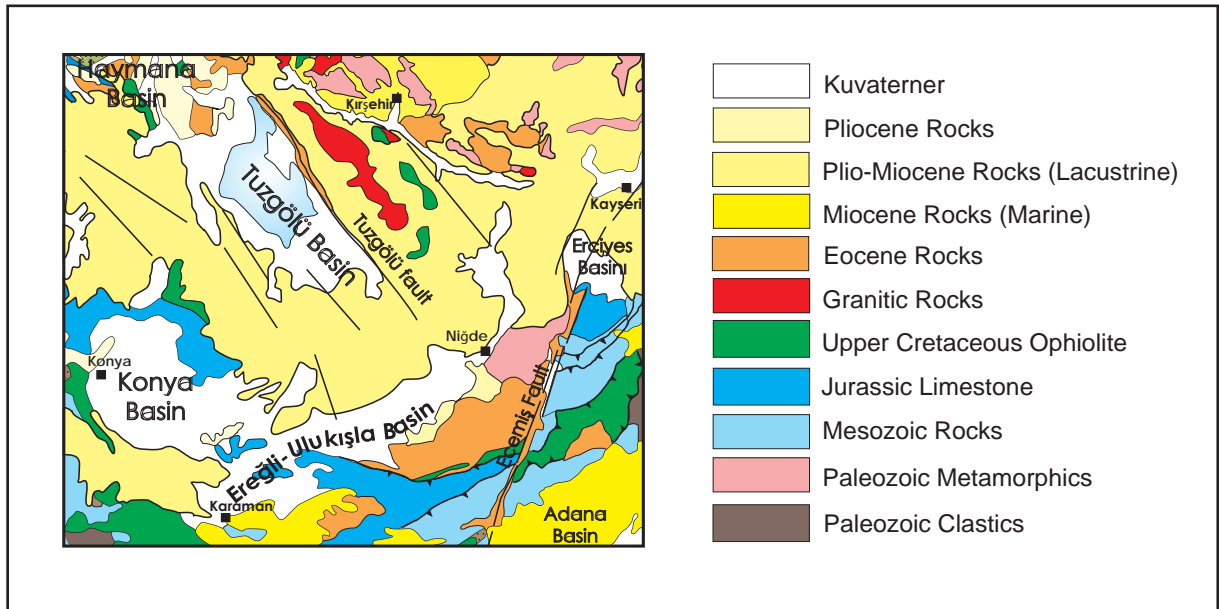 Haymana
Basin
Kırşehir
Tuzgölü Basin
Tuzgölü fault
Kayseri
Erciyes
Basini
Niğde
Konya
Konya
Basin
Ereğli-Ulukışla Basin
Ecemiş Fault
Karaman
Adana
Basin
Kuvaterner
Pliocene Rocks
Plio-Miocene Rocks (Lacustrine)
Miocene Rocks (Marine)
Eocene Rocks
Granitic Rocks
Upper Cretaceous Ophiolite
Jurassic Limestone
Mesozoic Rocks
Paleozoic Metamorphics
Paleozoic Clastics